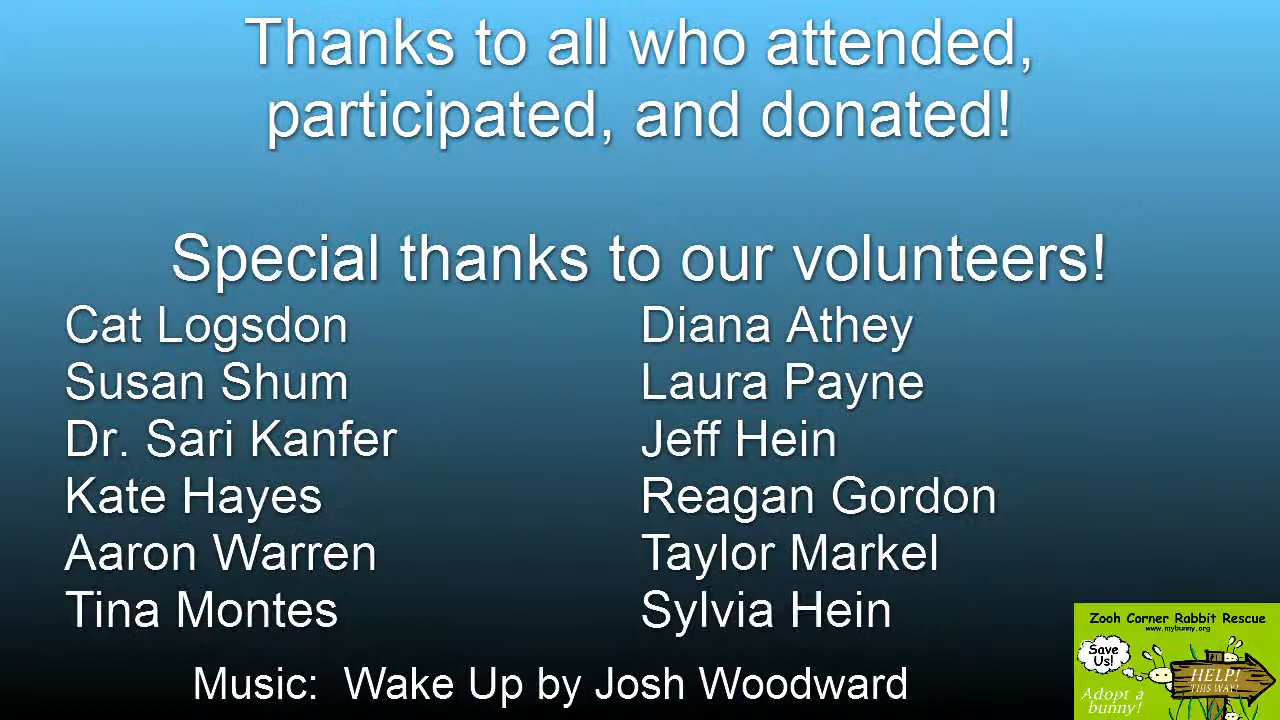 Thanks to all who attended,
participated, and donated!
Special thanks to our volunteers!
Cat Logsdon
Susan Shum
Dr. Sari Kanfer
Kate Hayes
Aaron Warren
Tina Montes
Diana Athey
Laura Payne
Jeff Hein
Reagan Gordon
Taylor Markel
Sylvia Hein
Music: Wake Up by Josh Woodward
Zooh Corner Rabbit Rescue
www.mybunny.org
Save
Us!
HELP!
THIS WAY!
Adopt a
bunny!